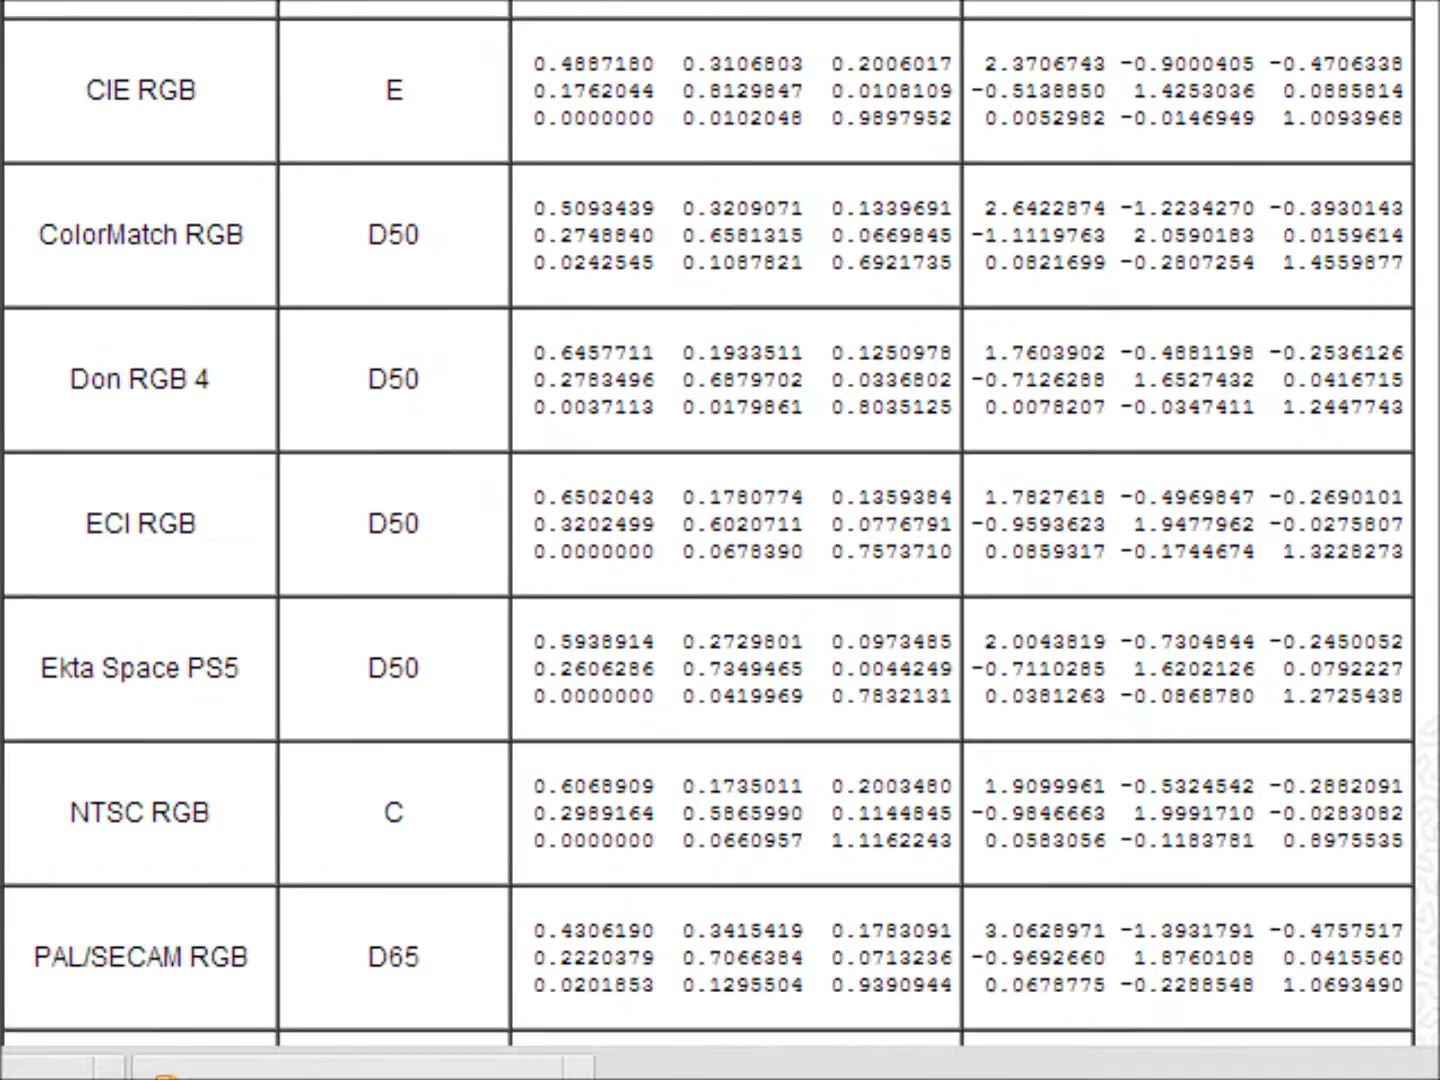 0.4887180 0.3106803 0.2006017 2.3706743 -0.9000405 -0.4706338
CIE RGB E 0.1762044 0.8129847 0.0108109 -0.5138850 1.4253036 0.0885814
0.0000000 0.0102048 0.9897952 0.0052982 -0.0146949 1.0093968
0.5093439 0.3209071 0.1339691 2.6422874 -1.2234270 -0.3930143
ColorMatch RGB D50 0.2748840 0.6581315 0.0669845 -1.1119763 2.0590183 0.0159614
0.0242545 0.1087821 0.6921735 0.0821699 -0.2807254 1.4559877
0.6457711 0.1933511 0.1250978 1.7603902 -0.4881198 -0.2536126
Don RGB 4 D50 0.2783496 0.6879702 0.0336802 -0.7126288 1.6527432 0.0416715
0.0037113 0.0179861 0.8035125 0.0078207 -0.0347411 1.2447743
0.6502043 0.1780774 0.1359384 1.7827618 -0.4969847 -0.2690101
ECI RGB D50 0.3202499 0.6020711 0.0776791 -0.9593623 1.9477962 -0.0275807
0.0000000 0.0678390 0.7573710 0.0859317 -0.1744674 1.3228273
0.5938914 0.2729801 0.0973485 2.0043819 -0.7304844 -0.2450052
Ekta Space PS5 D50 0.2606286 0.7349465 0.0044249 -0.7110285 1.6202126 0.0792227
0.0000000 0.0419969 0.7832131 0.0381263 -0.0868780 1.2725438
0.6068909 0.1735011 0.2003480 1.9099961 -0.5324542 -0.2882091
NTSC RGB C 0.2989164 0.5865990 0.1144845 -0.9846663 1.9991710 -0.0283082
0.0000000 0.0660957 1.1162243 0.0583056 -0.1183781 0.8975535
0.4306190 0.3415419 0.1783091 3.0628971 -1.3931791 -0.4757517
PAL/SECAM RGB D65 0.2220379 0.7066384 0.0713236 -0.9692660 1.8760108 0.0415560
0.0201853 0.1295504 0.9390944 0.0678775 -0.2288548 1.0693490